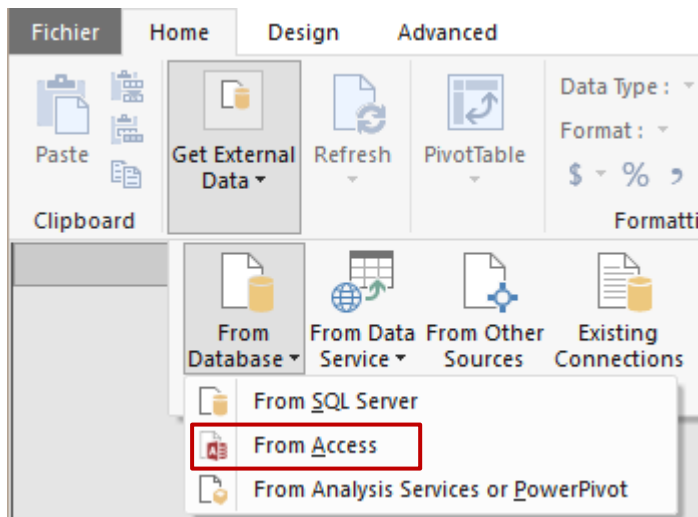 Fichier Home Design Advanced
Data Type :
Format :
Paste
Get External
Data
Refresh
PivotTable
$ % ,
Clipboard
Formatti
From
Database
From Data
Service
From Other
Sources
Existing
Connections
From SQL Server
From Access
From Analysis Services or PowerPivot